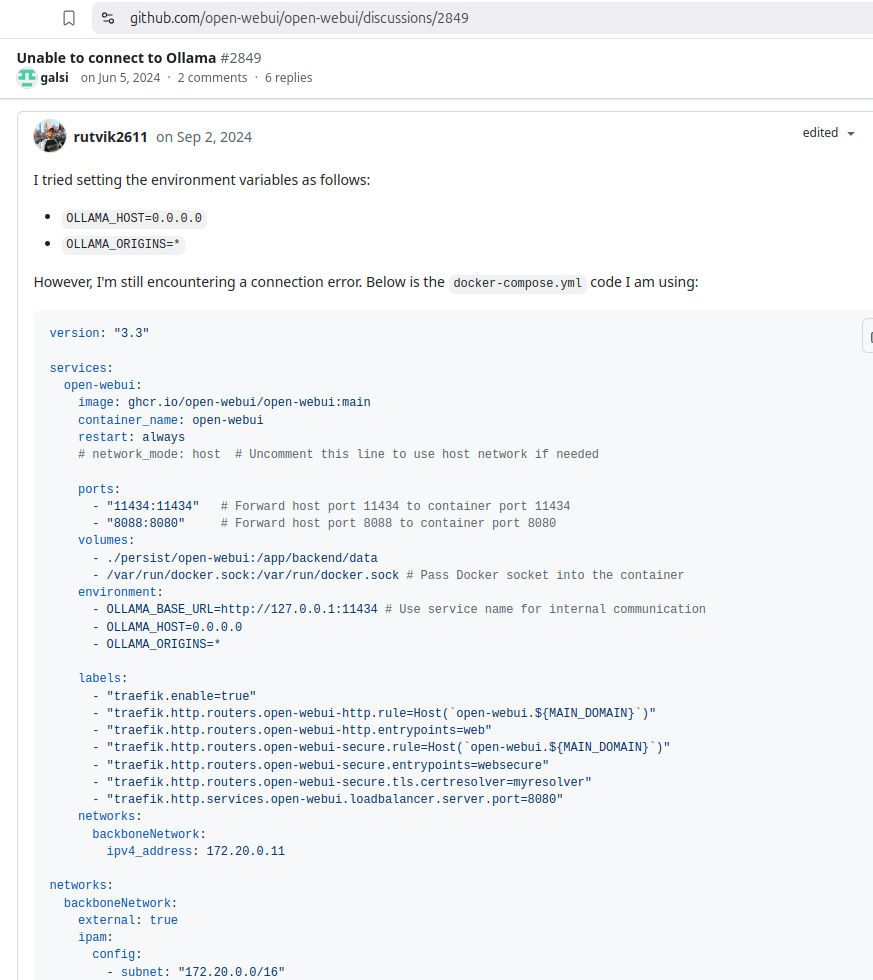 github.com/open-webui/open-webui/discussions/2849
Unable to connect to Ollama #2849
galsi on Jun 5, 2024 · 2 comments · 6 replies
rutvik2611 on Sep 2, 2024
edited
I tried setting the environment variables as follows:
• OLLAMA_HOST=0.0.0.0
• OLLAMA_ORIGINS=*
However, I'm still encountering a connection error. Below is the docker-compose.yml code I am using:
version: "3.3"
services:
  open-webui:
    image: ghcr.io/open-webui/open-webui:main
    container_name: open-webui
    restart: always
    # network_mode: host  # Uncomment this line to use host network if needed
    ports:
      - "11434:11434"   # Forward host port 11434 to container port 11434
      - "8088:8080"     # Forward host port 8088 to container port 8080
    volumes:
      - ./persist/open-webui:/app/backend/data
      - /var/run/docker.sock:/var/run/docker.sock # Pass Docker socket into the container
    environment:
      - OLLAMA_BASE_URL=http://127.0.0.1:11434 # Use service name for internal communication
      - OLLAMA_HOST=0.0.0.0
      - OLLAMA_ORIGINS=*
    labels:
      - "traefik.enable=true"
      - "traefik.http.routers.open-webui-http.rule=Host(`open-webui.${MAIN_DOMAIN}`)"
      - "traefik.http.routers.open-webui-http.entrypoints=web"
      - "traefik.http.routers.open-webui-secure.rule=Host(`open-webui.${MAIN_DOMAIN}`)"
      - "traefik.http.routers.open-webui-secure.entrypoints=websecure"
      - "traefik.http.routers.open-webui-secure.tls.certresolver=myresolver"
      - "traefik.http.services.open-webui.loadbalancer.server.port=8080"
    networks:
      backboneNetwork:
        ipv4_address: 172.20.0.11
networks:
  backboneNetwork:
    external: true
    ipam:
      config:
        - subnet: "172.20.0.0/16"